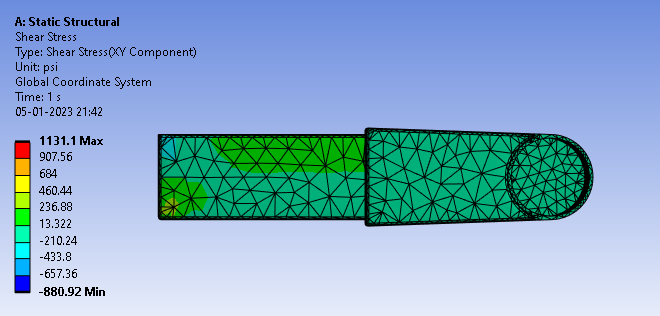 A: Static Structural
Shear Stress
Type: Shear Stress(XY Component)
Unit: psi
Global Coordinate System
Time: 1 s
05-01-2023 21:42
1131.1 Max
907.56
684
460.44
236.88
13.322
-210.24
-433.8
-657.36
-880.92 Min